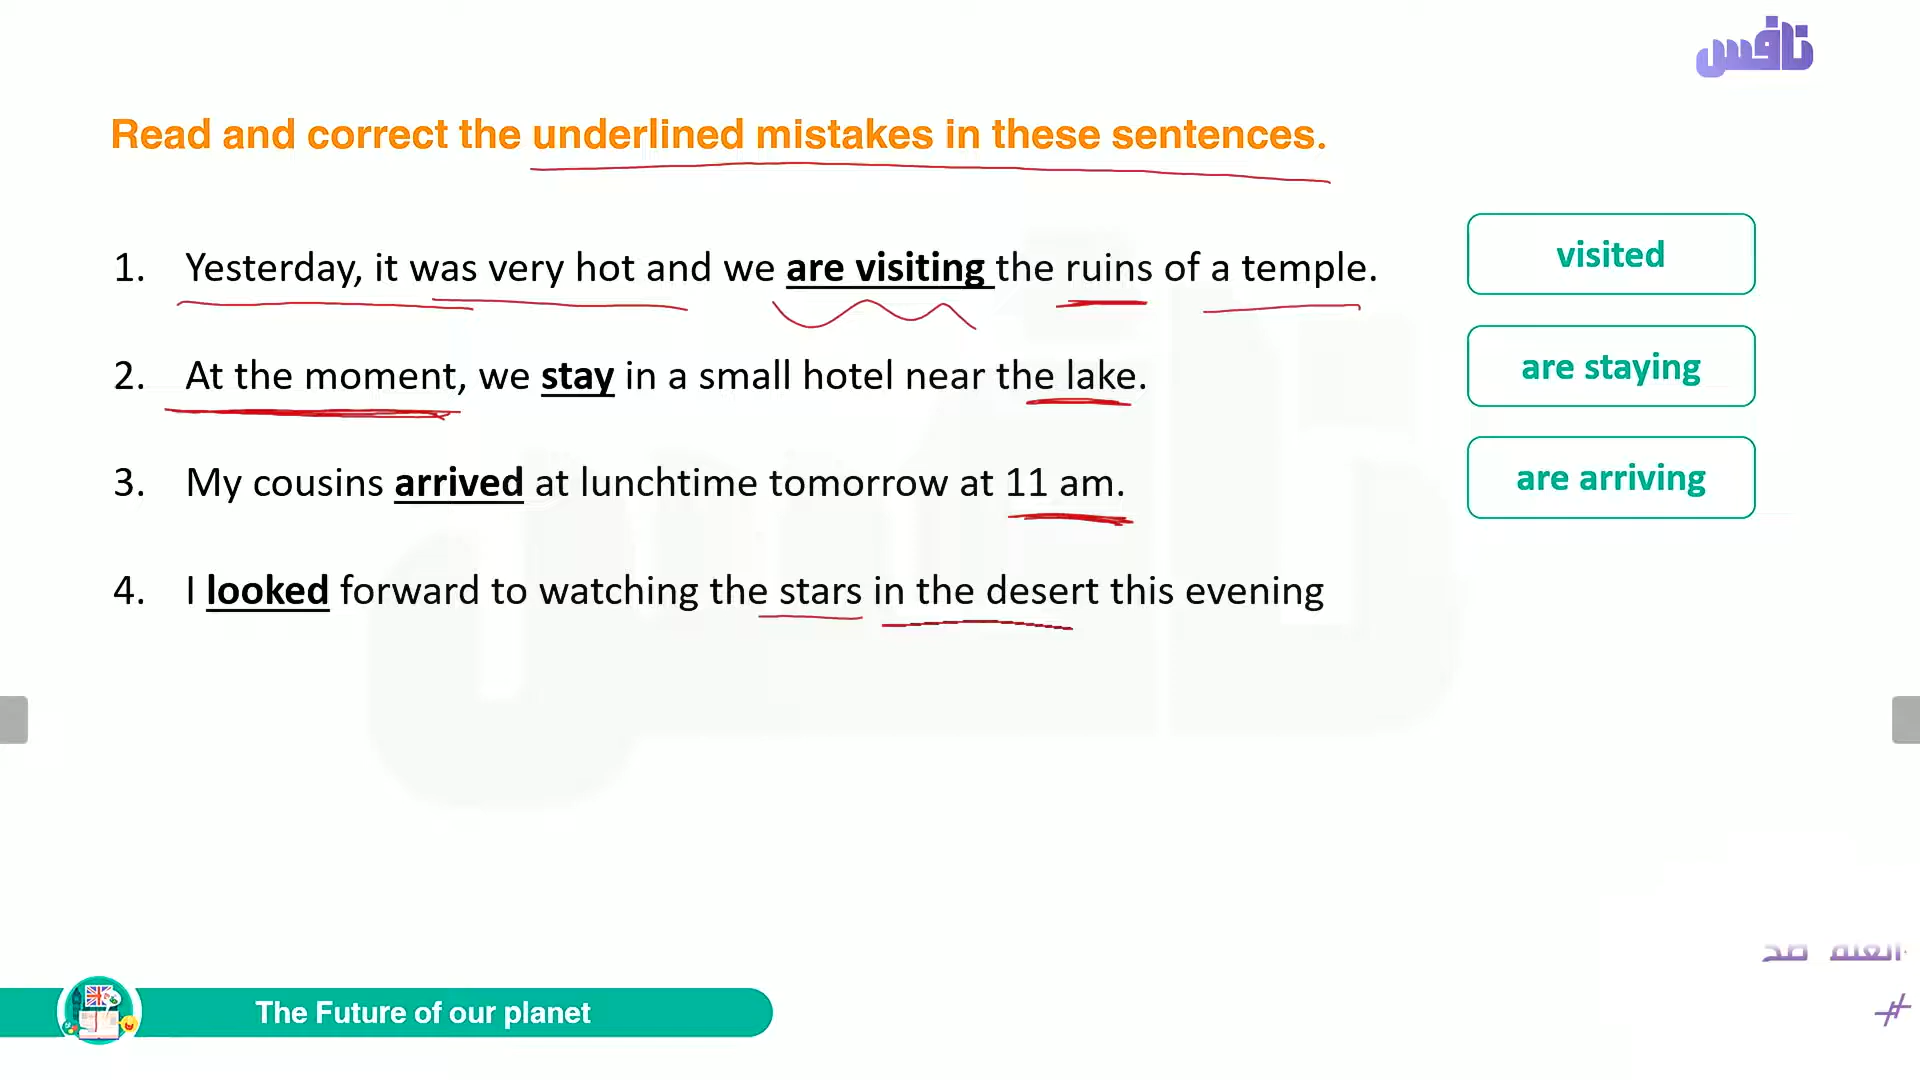 نافس
Read and correct the underlined mistakes in these sentences.
1. Yesterday, it was very hot and we are visiting the ruins of a temple.
visited
2. At the moment, we stay in a small hotel near the lake.
are staying
3. My cousins arrived at lunchtime tomorrow at 11 am.
are arriving
4. I looked forward to watching the stars in the desert this evening
The Future of our planet
#